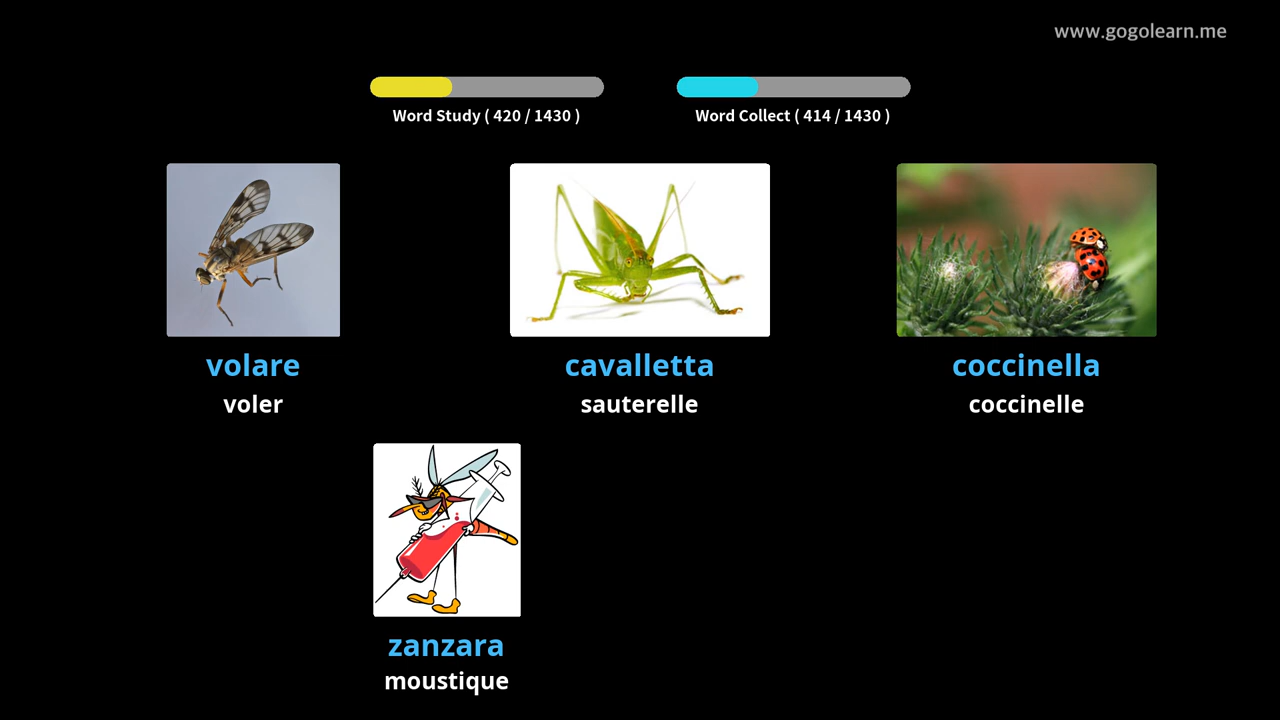 www.gogolearn.me
Word Study ( 420 / 1430 )
Word Collect ( 414 / 1430 )
volare
voler
cavalletta
sauterelle
coccinella
coccinelle
zanzara
moustique